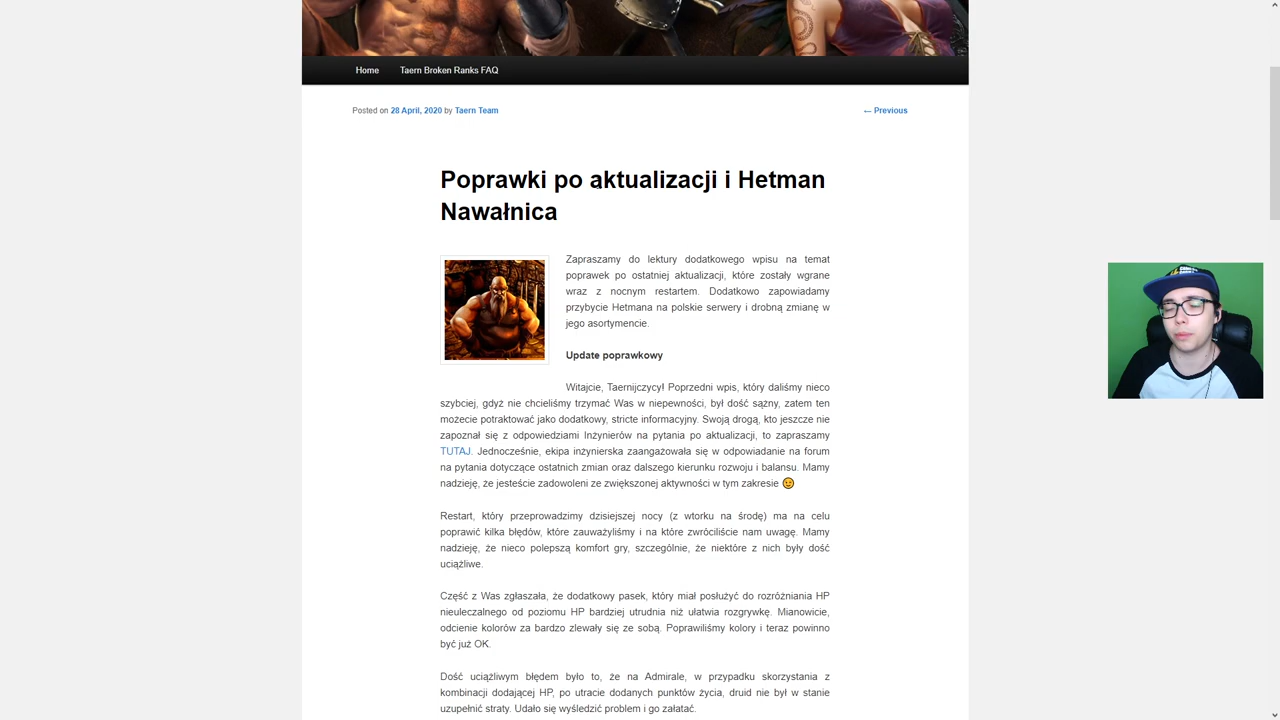 Home Taern Broken Ranks FAQ
Posted on 28 April, 2020 by Taern Team ← Previous
Poprawki po aktualizacji i Hetman
Nawałnica
Zapraszamy do lektury dodatkowego wpisu na temat
poprawek po ostatniej aktualizacji, które zostały wgrane
wraz z nocnym restartem. Dodatkowo zapowiadamy
przybycie Hetmana na polskie serwery i drobną zmianę w
jego asortymencie.
Update poprawkowy
Witajcie, Taernijczycy! Poprzedni wpis, który daliśmy nieco
szybciej, gdyż nie chcieliśmy trzymać Was w niepewności, był dość sążny, zatem ten
możecie potraktować jako dodatkowy, stricte informacyjny. Swoją drogą, kto jeszcze nie
zapoznał się z odpowiedziami Inżynierów na pytania po aktualizacji, to zapraszamy
TUTAJ. Jednocześnie, ekipa inżynierska zaangażowała się w odpowiadanie na forum
na pytania dotyczące ostatnich zmian oraz dalszego kierunku rozwoju i balansu. Mamy
nadzieję, że jesteście zadowoleni ze zwiększonej aktywności w tym zakresie
Restart, który przeprowadzimy dzisiejszej nocy (z wtorku na środę) ma na celu
poprawić kilka błędów, które zauważyliśmy i na które zwróciliście nam uwagę. Mamy
nadzieję, że nieco polepszą komfort gry, szczególnie, że niektóre z nich były dość
uciążliwe.
Część z Was zgłaszała, że dodatkowy pasek, który miał posłużyć do rozróżniania HP
nieuleczalnego od poziomu HP bardziej utrudnia niż ułatwia rozgrywkę. Mianowicie,
odcienie kolorów za bardzo zlewały się ze sobą. Poprawiliśmy kolory i teraz powinno
być już OK.
Dość uciążliwym błędem było to, że na Admirale, w przypadku skorzystania z
kombinacji dodającej HP, po utracie dodanych punktów życia, druid nie był w stanie
uzupełnić straty. Udało się wyśledzić problem i go załatać.